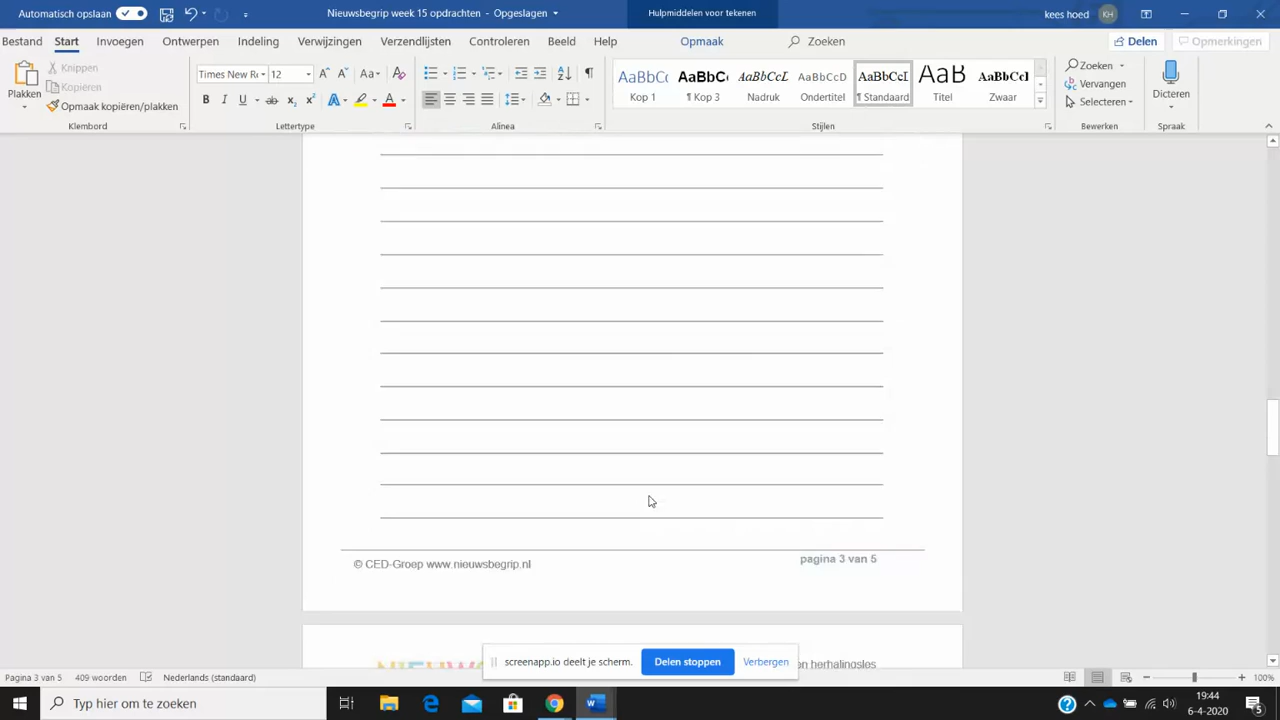 Automatisch opslaan
Nieuwsbegrip week 15 opdrachten - Opgeslagen
Hulpmiddelen voor tekenen
kees hoed KH
Bestand Start Invoegen Ontwerpen Indeling Verwijzingen Verzendlijsten Controleren Beeld Help Opmaak Zoeken Delen Opmerkingen
Plakken
Knippen
Kopiëren
Opmaak kopiëren/plakken
Klembord
Times New R 12
Lettertype
Alinea
AaBbCc AaBbC AaBbCcL AaBbCcD AaBbCcI AaB AaBbCcI
Kop 1 ¶ Kop 3 Nadruk Ondertitel ¶ Standaard Titel Zwaar
Stijlen
Zoeken
Vervangen
Selecteren
Bewerken
Dicteren
Spraak
© CED-Groep www.nieuwsbegrip.nl
pagina 3 van 5
screenapp.io deelt je scherm. Delen stoppen Verbergen
herhalingsles
Pagina 3 van 5 409 woorden Nederlands (standaard) 100%
Typ hier om te zoeken
19:44
6-4-2020
5